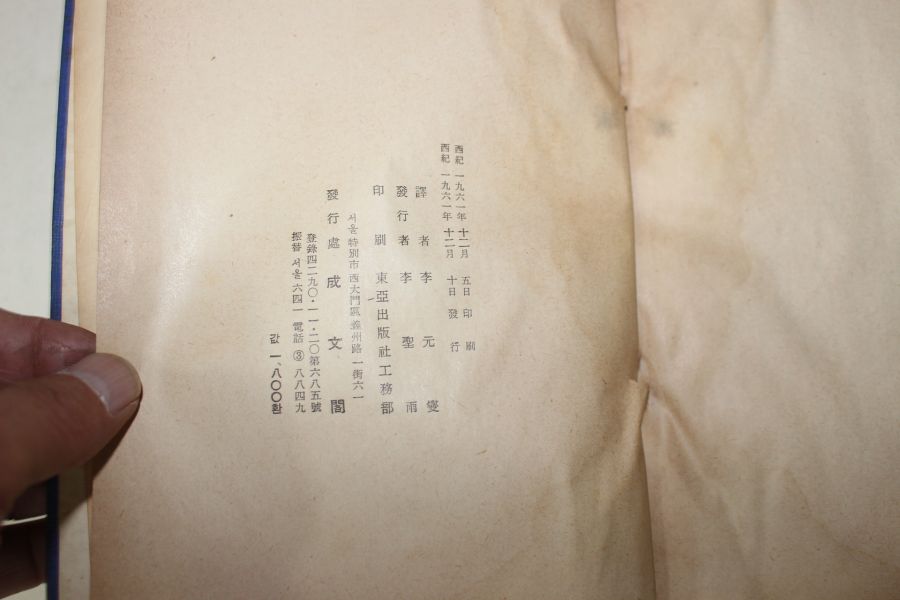 西紀 一九六一年 十二月 五日 印刷
西紀 一九六一年 十二月 十日 發行
譯者 李元燮
發行者 李聖雨
印刷 東亞出版社工務部
서울特別市西大門區義州路一街六一
發行處 成文閣
登錄四二九〇·一一·二〇第六八五號
振替서울六四一 電話③八八四九
값 一、八〇〇환